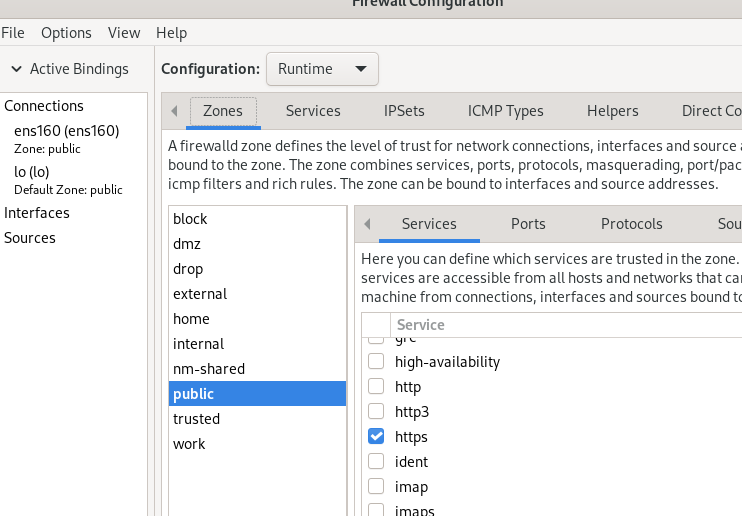 Firewall Configuration
File Options View Help
Active Bindings
Configuration: Runtime
Connections
ens160 (ens160)
Zone: public
lo (lo)
Default Zone: public
Interfaces
Sources
Zones Services IPSets ICMP Types Helpers Direct Co
A firewalld zone defines the level of trust for network connections, interfaces and source a
bound to the zone. The zone combines services, ports, protocols, masquerading, port/pac
icmp filters and rich rules. The zone can be bound to interfaces and source addresses.
block
dmz
drop
external
home
internal
nm-shared
public
trusted
work
Services Ports Protocols Sou
Here you can define which services are trusted in the zone.
services are accessible from all hosts and networks that ca
machine from connections, interfaces and sources bound to
Service
gre
high-availability
http
http3
https
ident
imap
imaps